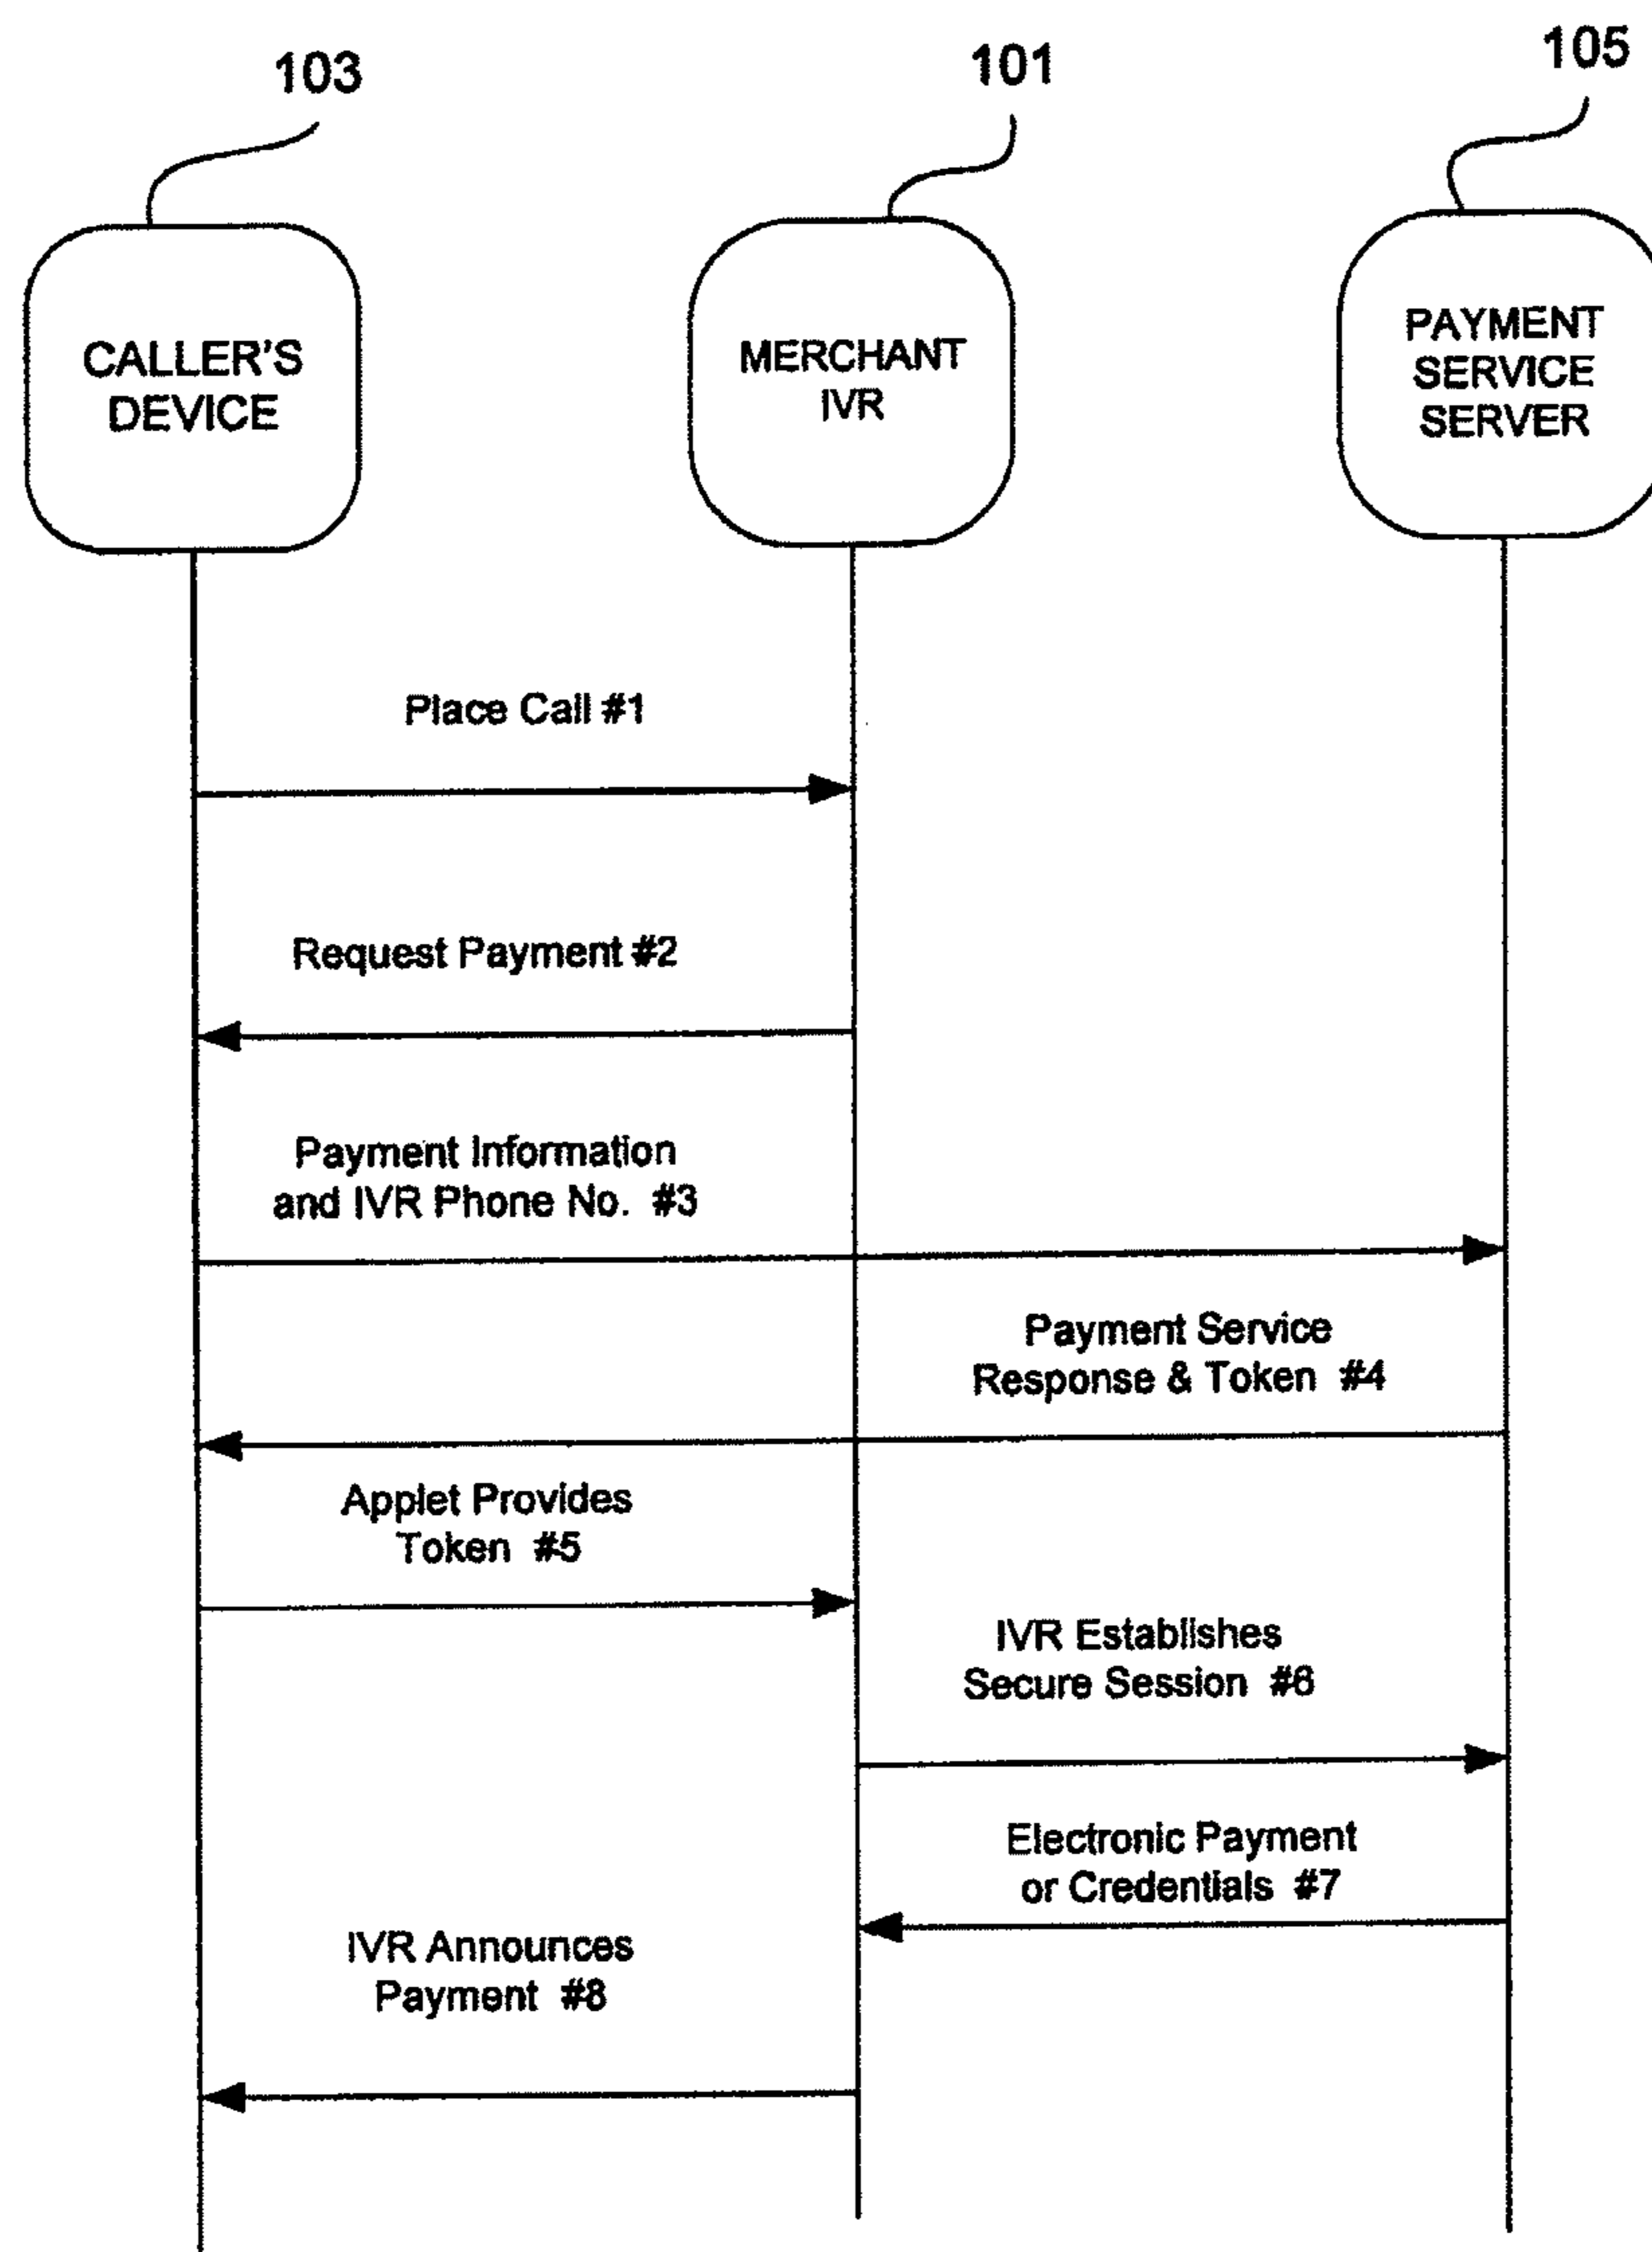 103
101
105
CALLER'S
DEVICE
MERCHANT
IVR
PAYMENT
SERVICE
SERVER
Place Call #1
Request Payment #2
Payment Information
and IVR Phone No. #3
Payment Service
Response & Token #4
Applet Provides
Token #5
IVR Establishes
Secure Session #6
Electronic Payment
or Credentials #7
IVR Announces
Payment #8